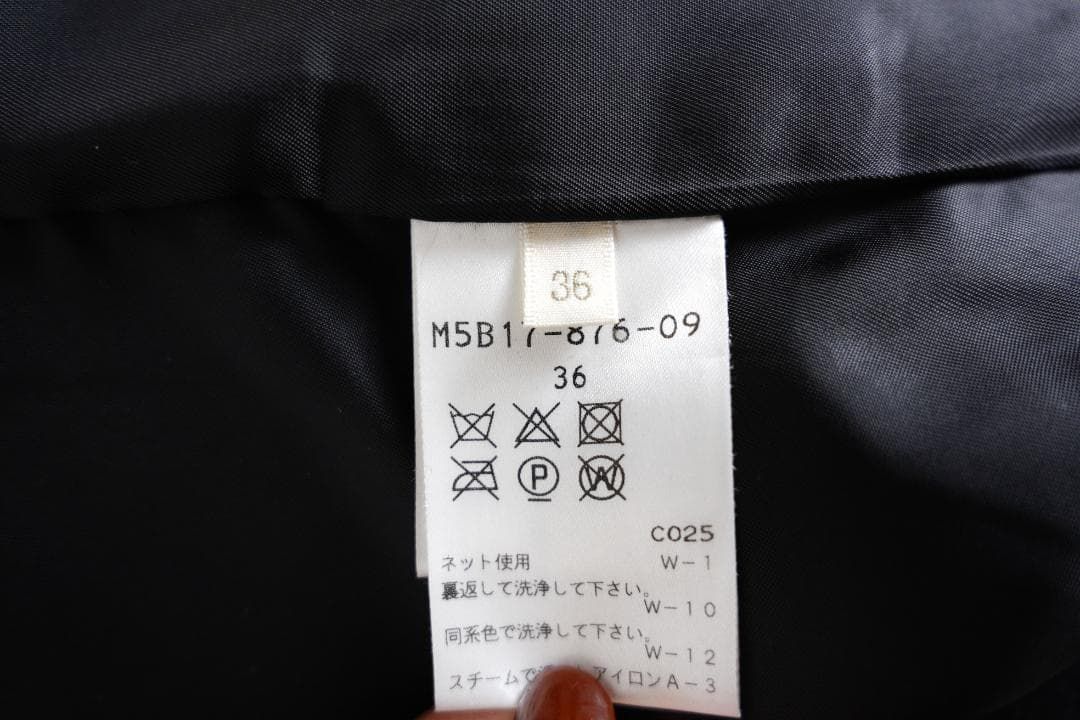 36
M5B17-876-09
36
P
W
C025
ネット使用 W-1
裏返して洗浄して下さい。
W-10
同系色で洗浄して下さい。
W-12
スチームで アイロンA-3